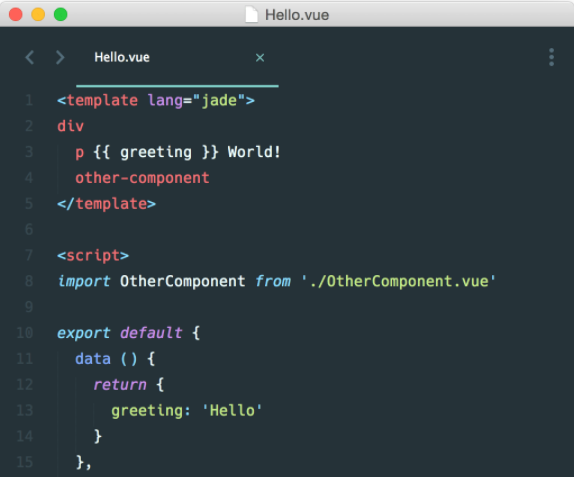 Hello.vue
Hello.vue ×
1 <template lang="jade">
2 div
3   p {{ greeting }} World!
4   other-component
5 </template>
6
7 <script>
8 import OtherComponent from './OtherComponent.vue'
9
10 export default {
11   data () {
12     return {
13       greeting: 'Hello'
14     }
15   },